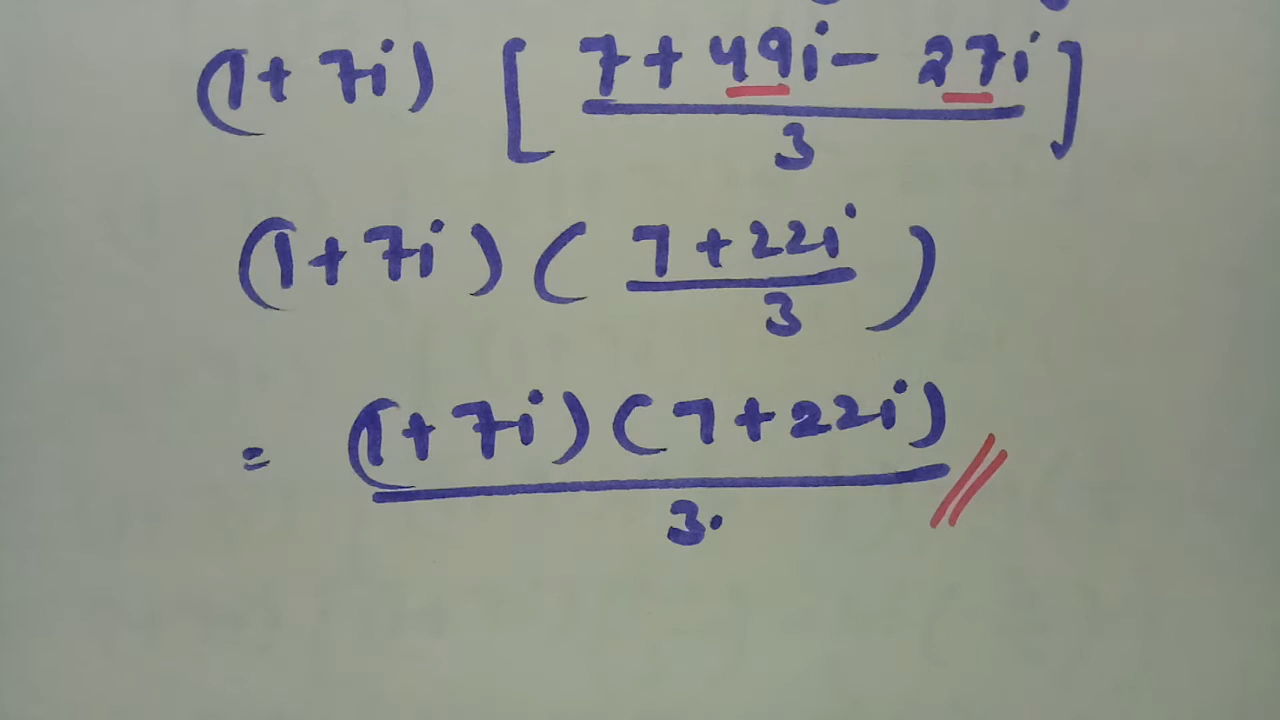 (1+7i) [ 7+49i-27i / 3 ]
(1+7i) ( 7+22i / 3 )
= (1+7i)(7+22i) / 3.